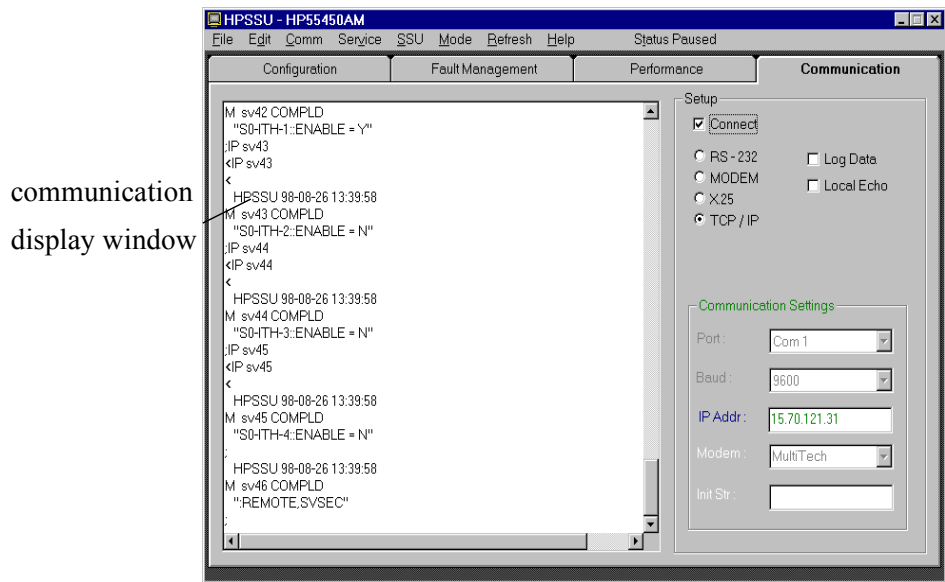 HPSSU - HP55450AM
File Edit Comm Service SSU Mode Refresh Help Status Paused
Configuration Fault Management Performance Communication
communication
display window
M sv42 COMPLD
"S0-ITH-1::ENABLE = Y"
;IP sv43
<IP sv43
<
HPSSU 98-08-26 13:39:58
M sv43 COMPLD
"S0-ITH-2::ENABLE = N"
;IP sv44
<IP sv44
<
HPSSU 98-08-26 13:39:58
M sv44 COMPLD
"S0-ITH-3::ENABLE = N"
;IP sv45
<IP sv45
<
HPSSU 98-08-26 13:39:58
M sv45 COMPLD
"S0-ITH-4::ENABLE = N"
;
HPSSU 98-08-26 13:39:58
M sv46 COMPLD
":REMOTE,SVSEC"
;
Setup
Connect
RS - 232
MODEM
X.25
TCP / IP
Log Data
Local Echo
Communication Settings
Port : Com 1
Baud : 9600
IP Addr : 15.70.121.31
Modem : MultiTech
Init Str :